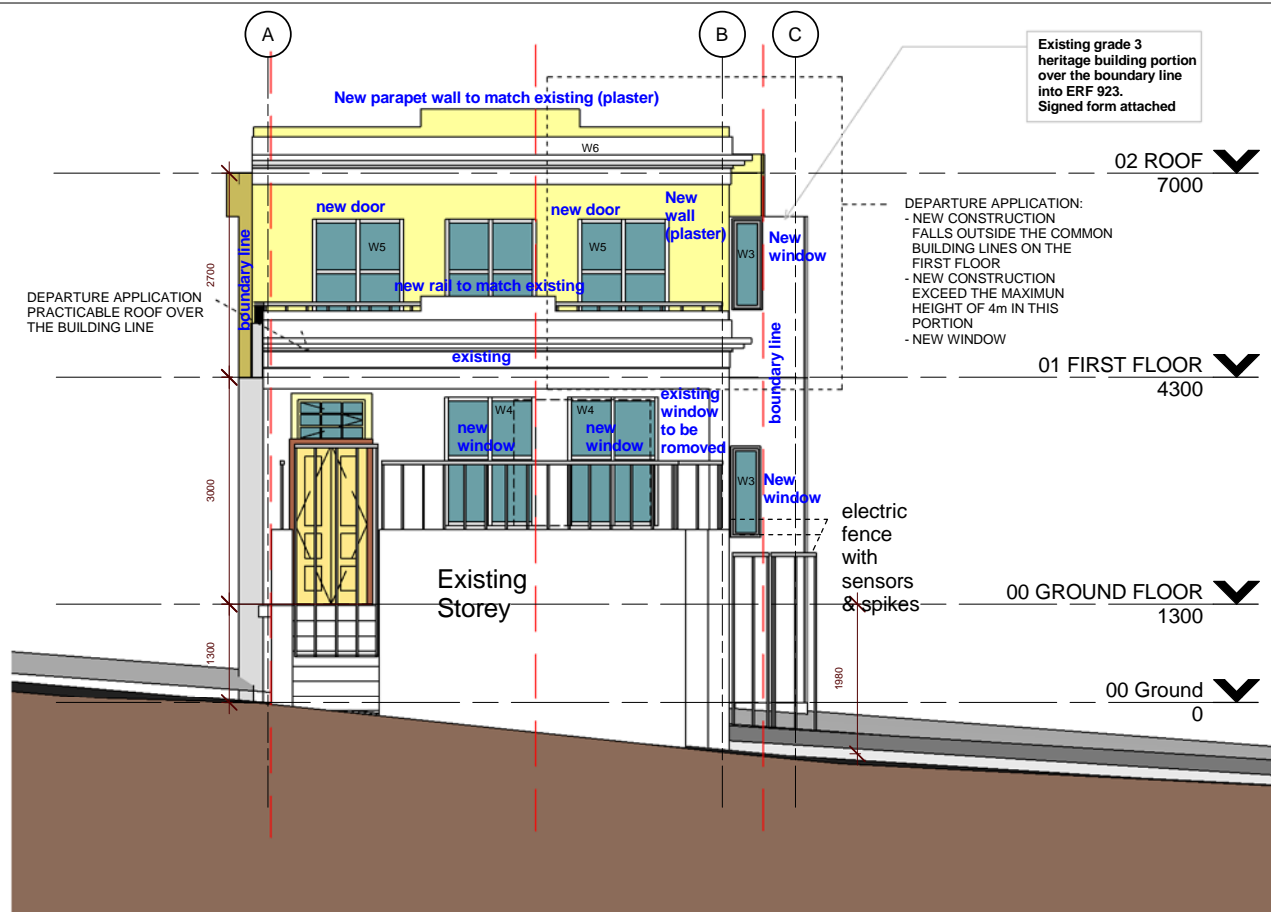 A
B
C
Existing grade 3
heritage building portion
over the boundary line
into ERF 923.
Signed form attached
New parapet wall to match existing (plaster)
W6
02 ROOF
7000
new door
new door
New
wall
(plaster)
W5
W5
W3
New
window
DEPARTURE APPLICATION:
- NEW CONSTRUCTION
FALLS OUTSIDE THE COMMON
BUILDING LINES ON THE
FIRST FLOOR
- NEW CONSTRUCTION
EXCEED THE MAXIMUN
HEIGHT OF 4m IN THIS
PORTION
- NEW WINDOW
2700
boundary line
new rail to match existing
DEPARTURE APPLICATION
PRACTICABLE ROOF OVER
THE BUILDING LINE
existing
boundary line
01 FIRST FLOOR
4300
W4
new
window
W4
new
window
existing
window
to be
romoved
3000
W3
New
window
electric
fence
with
sensors
& spikes
Existing
Storey
00 GROUND FLOOR
1300
1300
1980
00 Ground
0